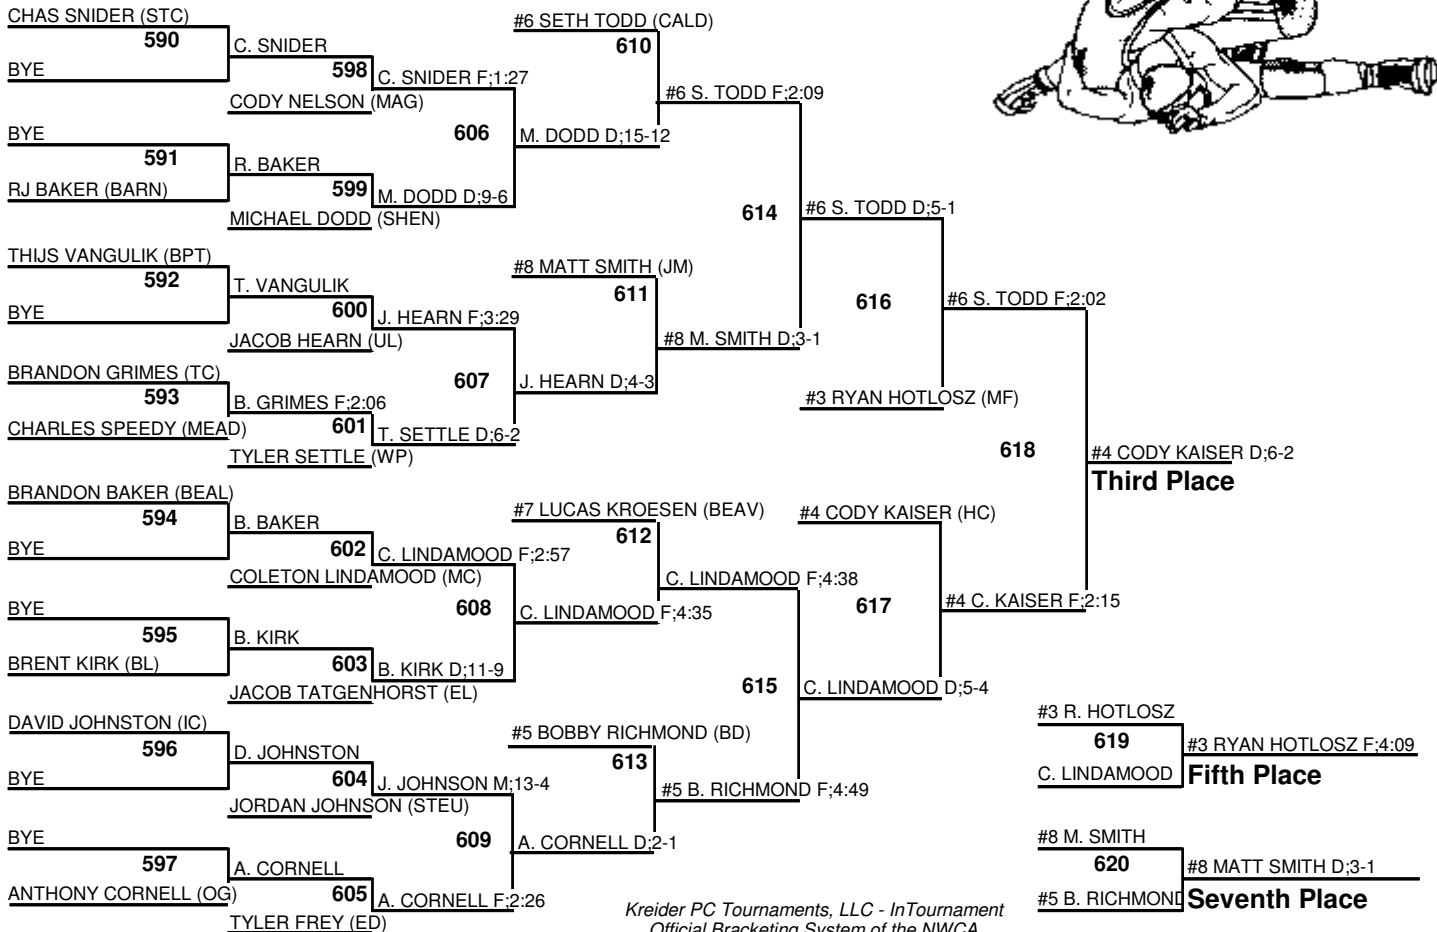 CHAS SNIDER (STC)
590
BYE
C. SNIDER
598
CODY NELSON (MAG)
C. SNIDER F;1:27
BYE
591
RJ BAKER (BARN)
R. BAKER
599
MICHAEL DODD (SHEN)
M. DODD D;9-6
606
THIJS VANGULIK (BPT)
592
BYE
T. VANGULIK
600
JACOB HEARN (UL)
J. HEARN F;3:29
BRANDON GRIMES (TC)
593
CHARLES SPEEDY (MEAD)
B. GRIMES F;2:06
601
TYLER SETTLE (WP)
T. SETTLE D;6-2
607
BRANDON BAKER (BEAL)
594
BYE
B. BAKER
602
COLETON LINDAMOOD (MC)
C. LINDAMOOD F;2:57
BYE
595
BRENT KIRK (BL)
B. KIRK
603
JACOB TATGENHORST (EL)
B. KIRK D;11-9
608
DAVID JOHNSTON (IC)
596
BYE
D. JOHNSTON
604
JORDAN JOHNSON (STEU)
J. JOHNSON M;13-4
BYE
597
ANTHONY CORNELL (OG)
A. CORNELL
605
TYLER FREY (ED)
A. CORNELL F;2:26
609
#6 SETH TODD (CALD)
610
M. DODD D;15-12
#6 S. TODD F;2:09
#8 MATT SMITH (JM)
611
J. HEARN D;4-3
#8 M. SMITH D;3-1
614
#7 LUCAS KROESEN (BEAV)
612
C. LINDAMOOD F;4:35
C. LINDAMOOD F;4:38
#5 BOBBY RICHMOND (BD)
613
A. CORNELL D;2-1
#5 B. RICHMOND F;4:49
615
#6 S. TODD D;5-1
616
#3 RYAN HOTLOSZ (MF)
#6 S. TODD F;2:02
#4 CODY KAISER (HC)
617
C. LINDAMOOD D;5-4
#4 C. KAISER F;2:15
618
#4 CODY KAISER D;6-2
Third Place
#3 R. HOTLOSZ
619
C. LINDAMOOD
#3 RYAN HOTLOSZ F;4:09
Fifth Place
#8 M. SMITH
620
#5 B. RICHMOND
#8 MATT SMITH D;3-1
Seventh Place
Kreider PC Tournaments, LLC - InTournament
Official Bracketing System of the NWCA